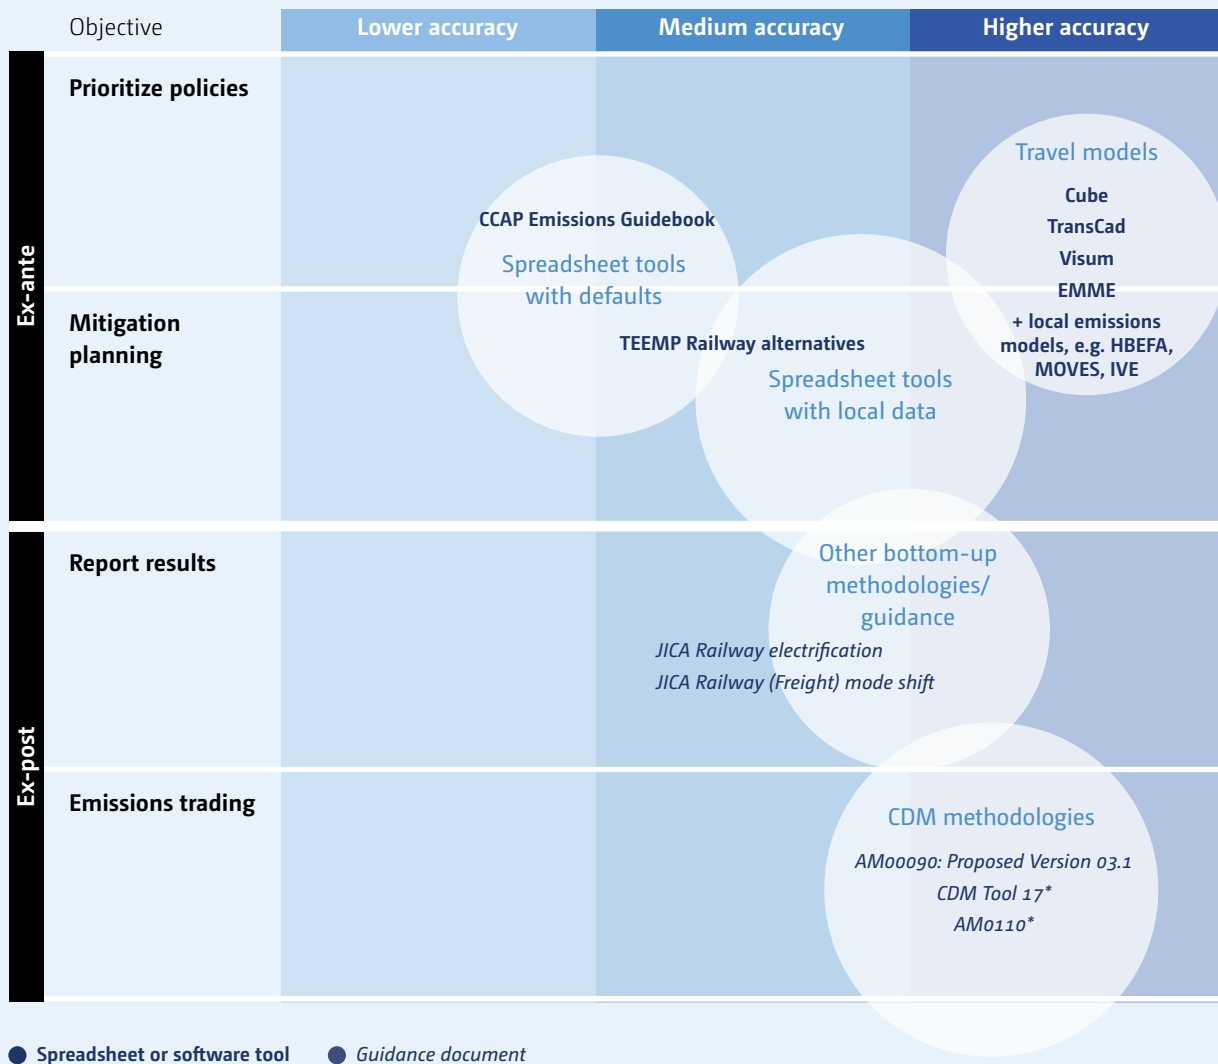 Objective
Lower accuracy
Medium accuracy
Higher accuracy
Ex-ante
Prioritize policies
Mitigation
planning
CCAP Emissions Guidebook
Spreadsheet tools
with defaults
TEEMP Railway alternatives
Spreadsheet tools
with local data
Travel models
Cube
TransCad
Visum
EMME
+ local emissions
models, e.g. HBEFA,
MOVES, IVE
Ex-post
Report results
Other bottom-up
methodologies/
guidance
JICA Railway electrification
JICA Railway (Freight) mode shift
Emissions trading
CDM methodologies
AM00090: Proposed Version 03.1
CDM Tool 17*
AM0110*
Spreadsheet or software tool
Guidance document